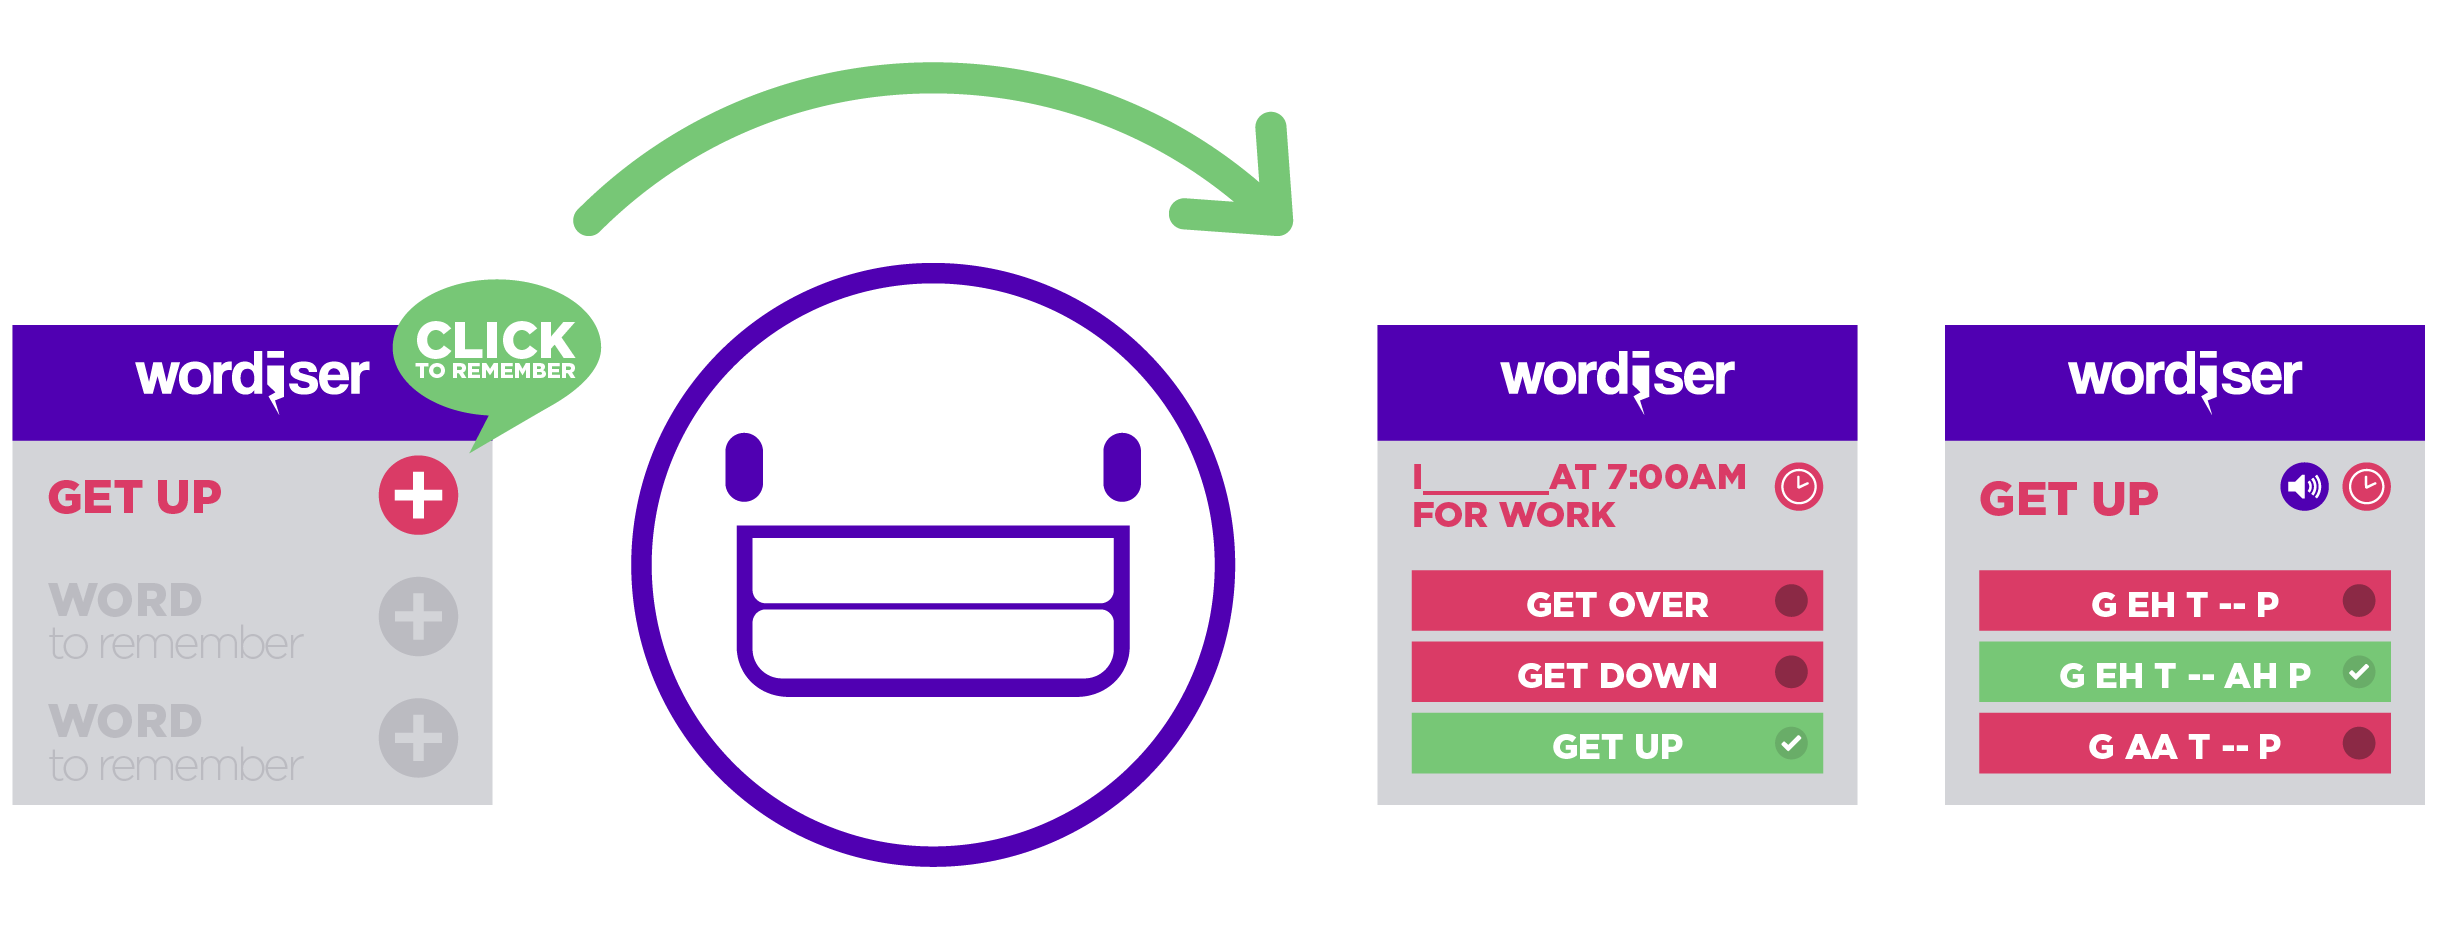 wordiser
CLICK
TO REMEMBER
GET UP
WORD
to remember
WORD
to remember
wordiser
I______AT 7:00AM
FOR WORK
GET OVER
GET DOWN
GET UP
wordiser
GET UP
G EH T -- P
G EH T -- AH P
G AA T -- P